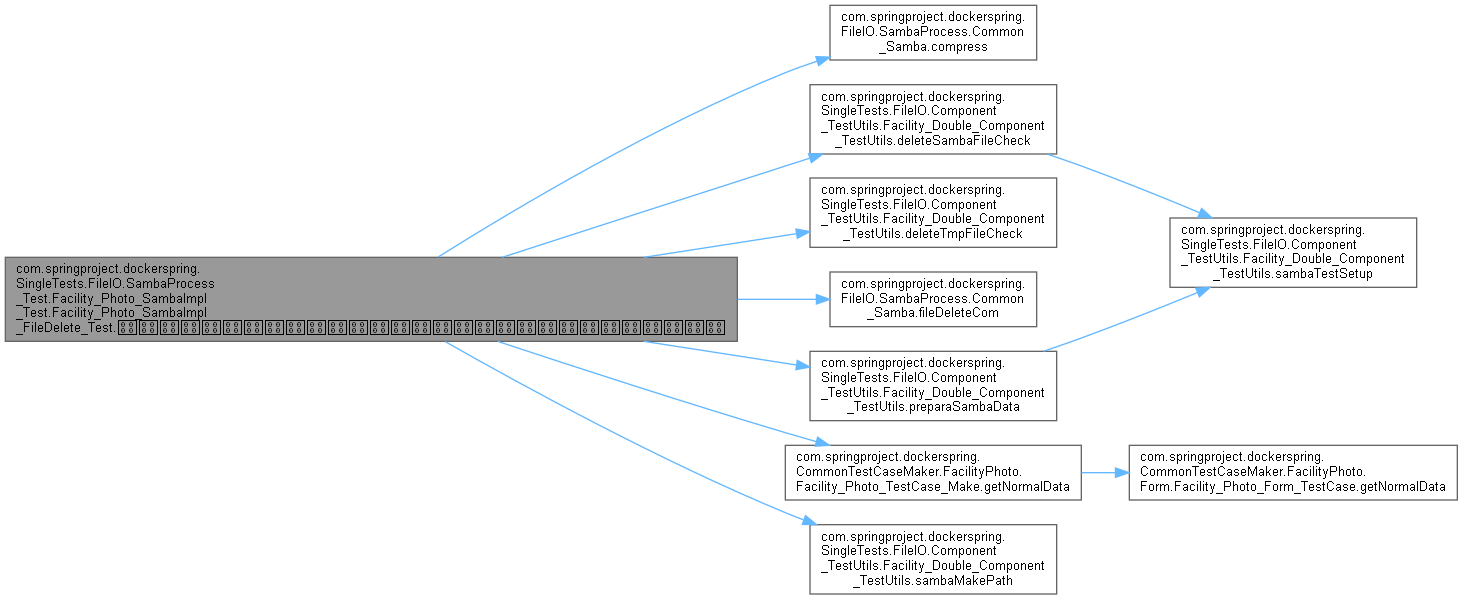 com.springproject.dockerspring.
FileIO.SambaProcess.Common
_Samba.compress
com.springproject.dockerspring.
SingleTests.FileIO.Component
_TestUtils.Facility_Double_Component
_TestUtils.deleteSambaFileCheck
com.springproject.dockerspring.
SingleTests.FileIO.Component
_TestUtils.Facility_Double_Component
_TestUtils.deleteTmpFileCheck
com.springproject.dockerspring.
SingleTests.FileIO.Component
_TestUtils.Facility_Double_Component
_TestUtils.sambaTestSetup
com.springproject.dockerspring.
SingleTests.FileIO.SambaProcess
_Test.Facility_Photo_SambaImpl
_Test.Facility_Photo_SambaImpl
_FileDelete_Test.
com.springproject.dockerspring.
FileIO.SambaProcess.Common
_Samba.fileDeleteCom
com.springproject.dockerspring.
SingleTests.FileIO.Component
_TestUtils.Facility_Double_Component
_TestUtils.preparaSambaData
com.springproject.dockerspring.
CommonTestCaseMaker.FacilityPhoto.
Facility_Photo_TestCase_Make.getNormalData
com.springproject.dockerspring.
CommonTestCaseMaker.FacilityPhoto.
Form.Facility_Photo_Form_TestCase.getNormalData
com.springproject.dockerspring.
SingleTests.FileIO.Component
_TestUtils.Facility_Double_Component
_TestUtils.sambaMakePath